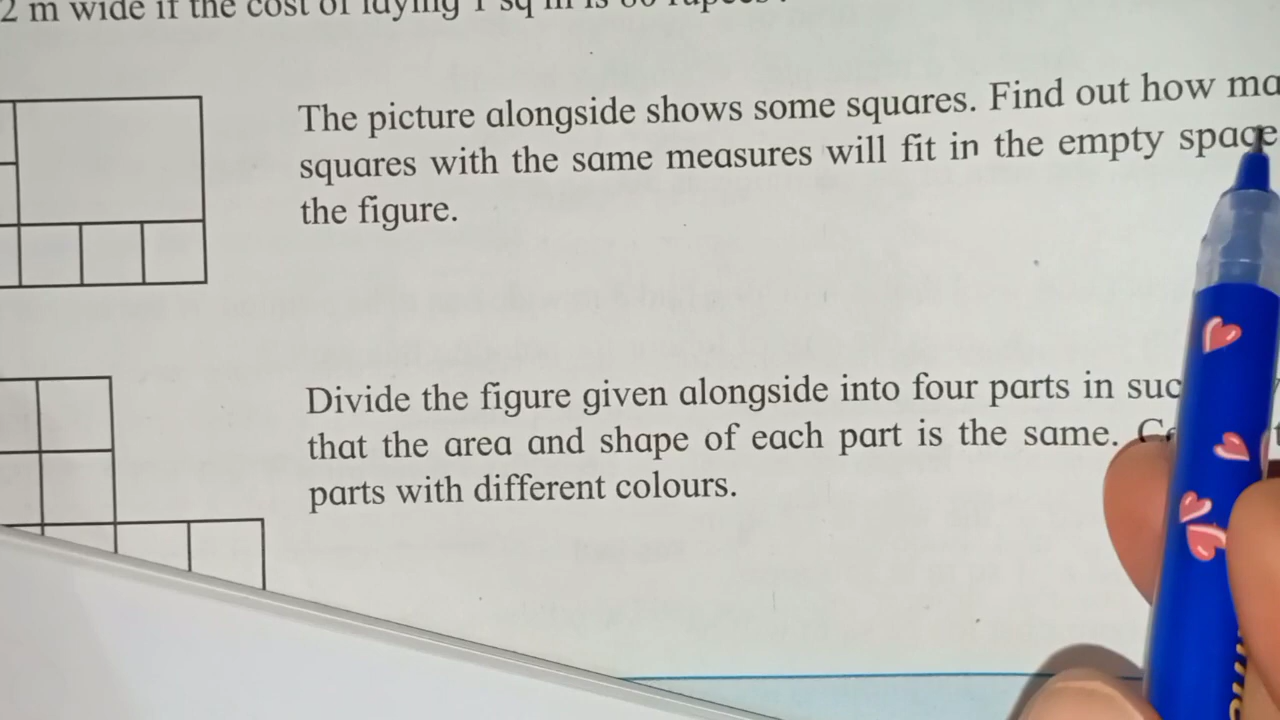 2 m wide if the cost of laying 1 sq m is 80 rupees ?
The picture alongside shows some squares. Find out how ma
squares with the same measures will fit in the empty space
the figure.
Divide the figure given alongside into four parts in suc
that the area and shape of each part is the same.
parts with different colours.